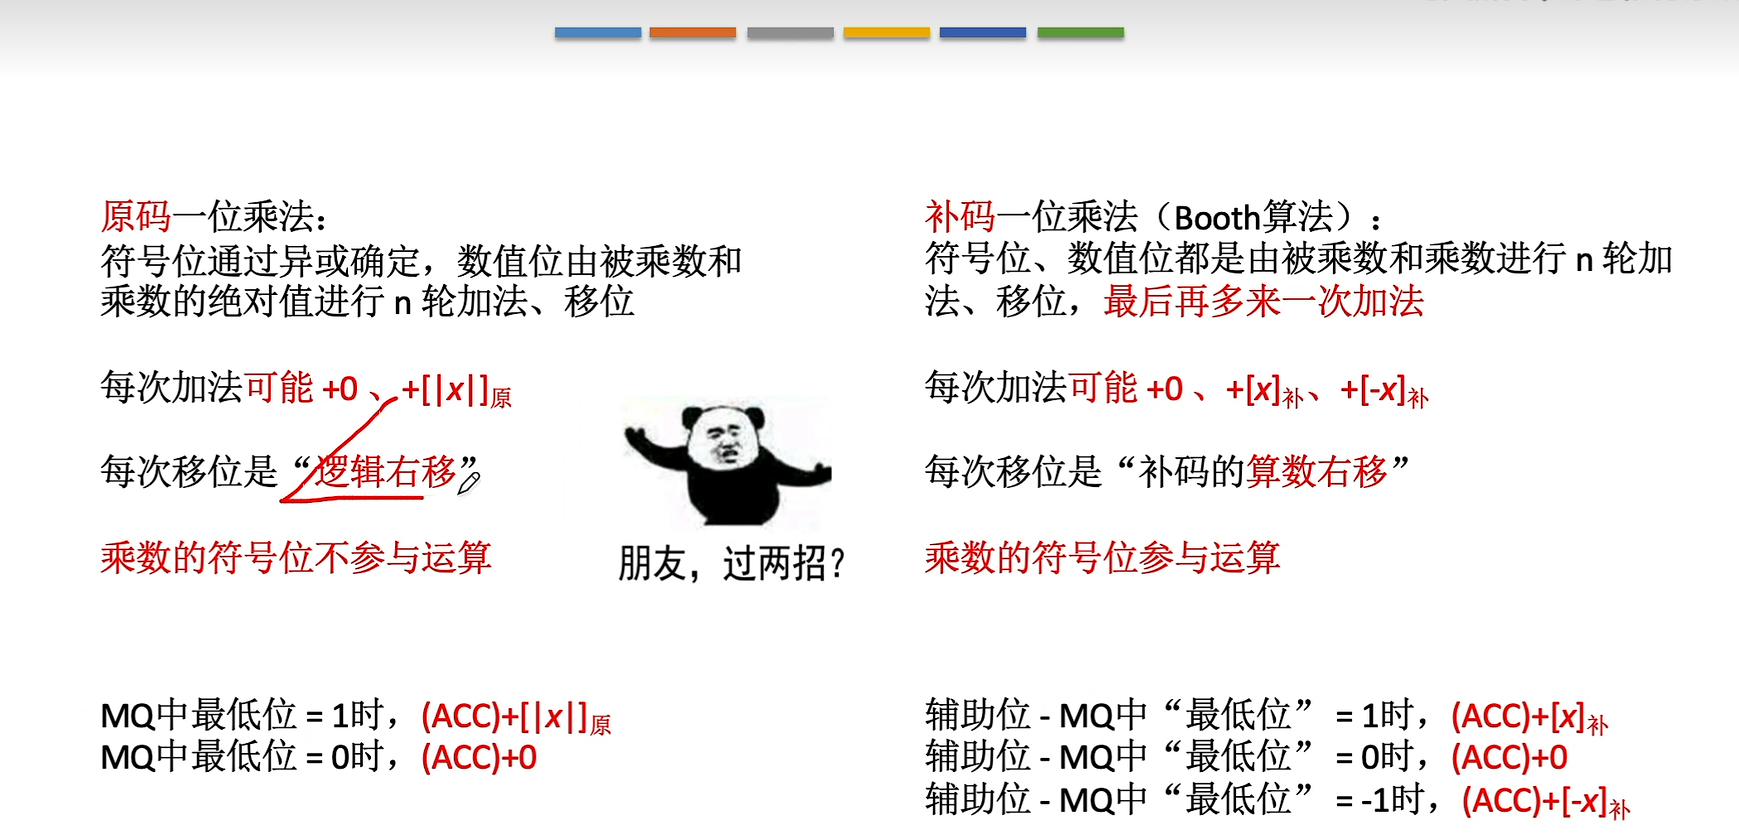 原码一位乘法：
符号位通过异或确定，数值位由被乘数和
乘数的绝对值进行 n 轮加法、移位
每次加法可能 +0 、+[|x|]原
每次移位是“逻辑右移”
乘数的符号位不参与运算
MQ中最低位 = 1时，(ACC)+[|x|]原
MQ中最低位 = 0时，(ACC)+0
朋友，过两招？
补码一位乘法（Booth算法）：
符号位、数值位都是由被乘数和乘数进行 n 轮加
法、移位，最后再多来一次加法
每次加法可能 +0 、+[x]补、+[-x]补
每次移位是“补码的算数右移”
乘数的符号位参与运算
辅助位 - MQ中“最低位” = 1时，(ACC)+[x]补
辅助位 - MQ中“最低位” = 0时，(ACC)+0
辅助位 - MQ中“最低位” = -1时，(ACC)+[-x]补